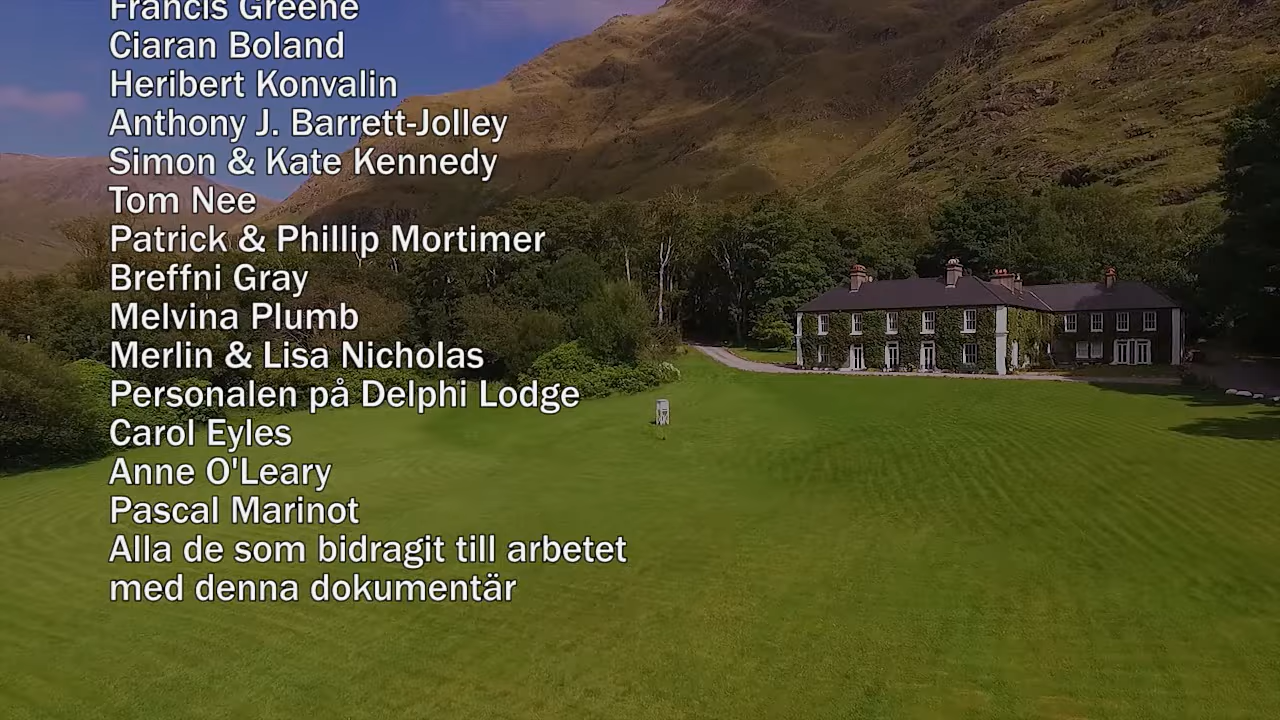 Francis Greene
Ciaran Boland
Heribert Konvalin
Anthony J. Barrett-Jolley
Simon & Kate Kennedy
Tom Nee
Patrick & Phillip Mortimer
Breffni Gray
Melvina Plumb
Merlin & Lisa Nicholas
Personalen på Delphi Lodge
Carol Eyles
Anne O'Leary
Pascal Marinot
Alla de som bidragit till arbetet
med denna dokumentär